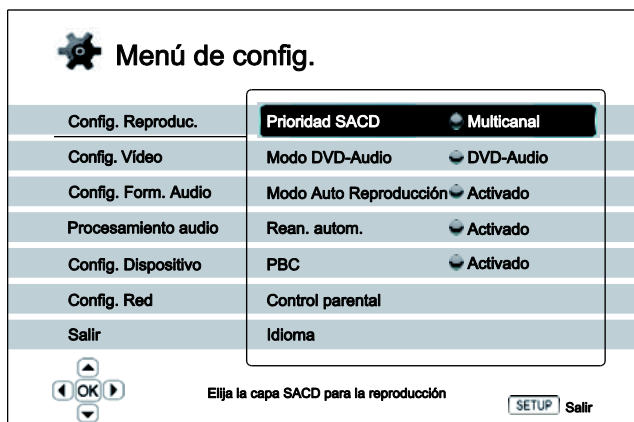 Menú de config.
Config. Reproduc.
Prioridad SACD Multicanal
Config. Vídeo
Modo DVD-Audio DVD-Audio
Config. Form. Audio
Modo Auto Reproducción Activado
Procesamiento audio
Rean. autom. Activado
Config. Dispositivo
PBC Activado
Config. Red
Control parental
Salir
Idioma
OK
Elija la capa SACD para la reproducción
SETUP Salir